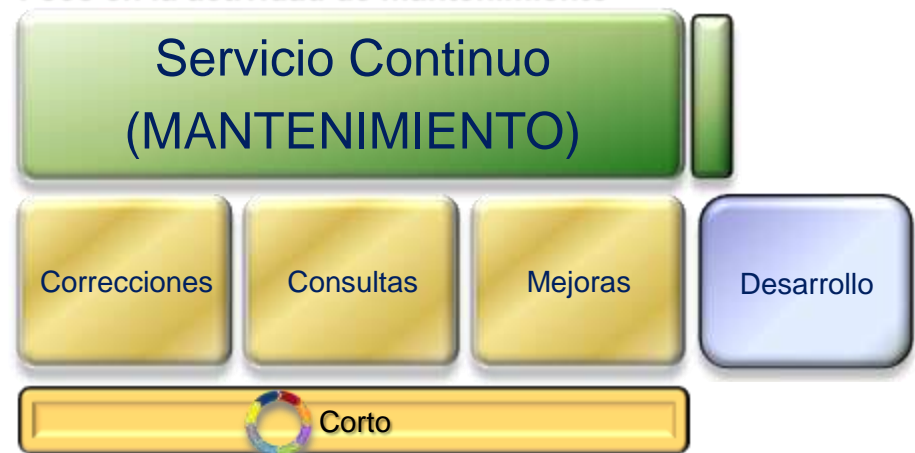 Servicio Continuo
(MANTENIMIENTO)
Correcciones
Consultas
Mejoras
Desarrollo
Corto